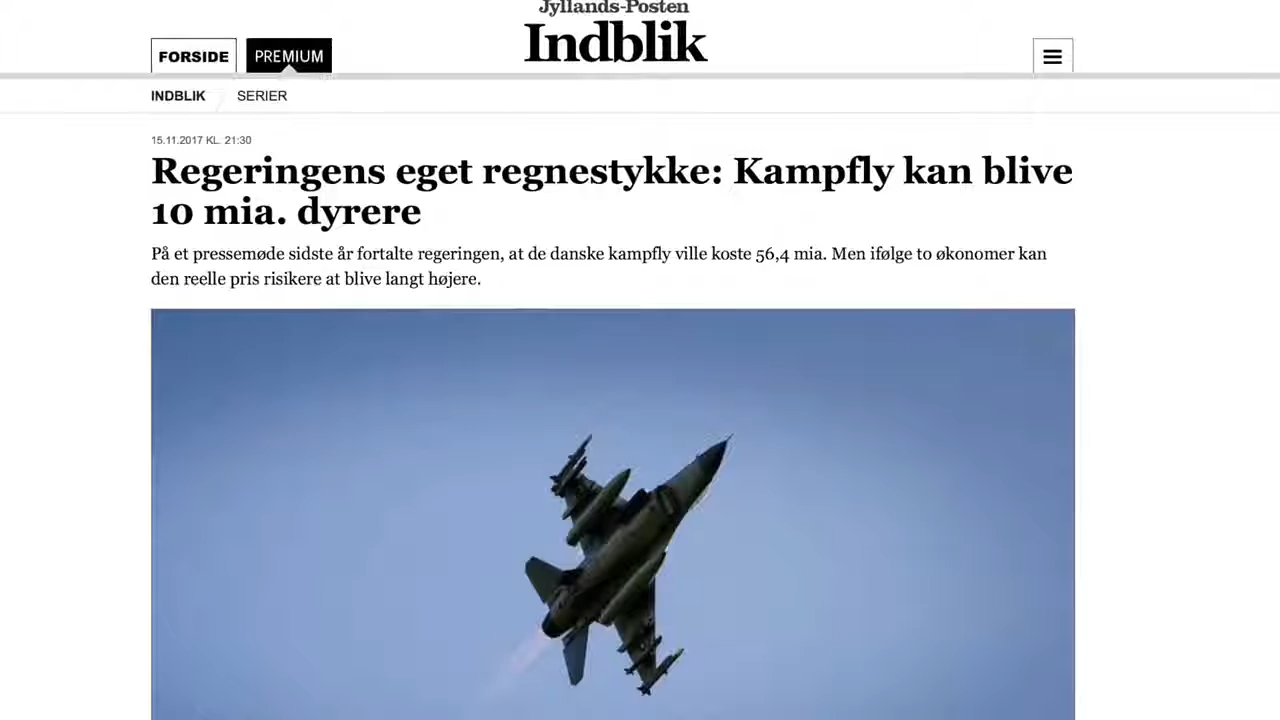 Jyllands-Posten
Indblik
FORSIDE
PREMIUM
INDBLIK
SERIER
15.11.2017 KL. 21:30
Regeringens eget regnestykke: Kampfly kan blive
10 mia. dyrere
På et pressemøde sidste år fortalte regeringen, at de danske kampfly ville koste 56,4 mia. Men ifølge to økonomer kan
den reelle pris risikere at blive langt højere.